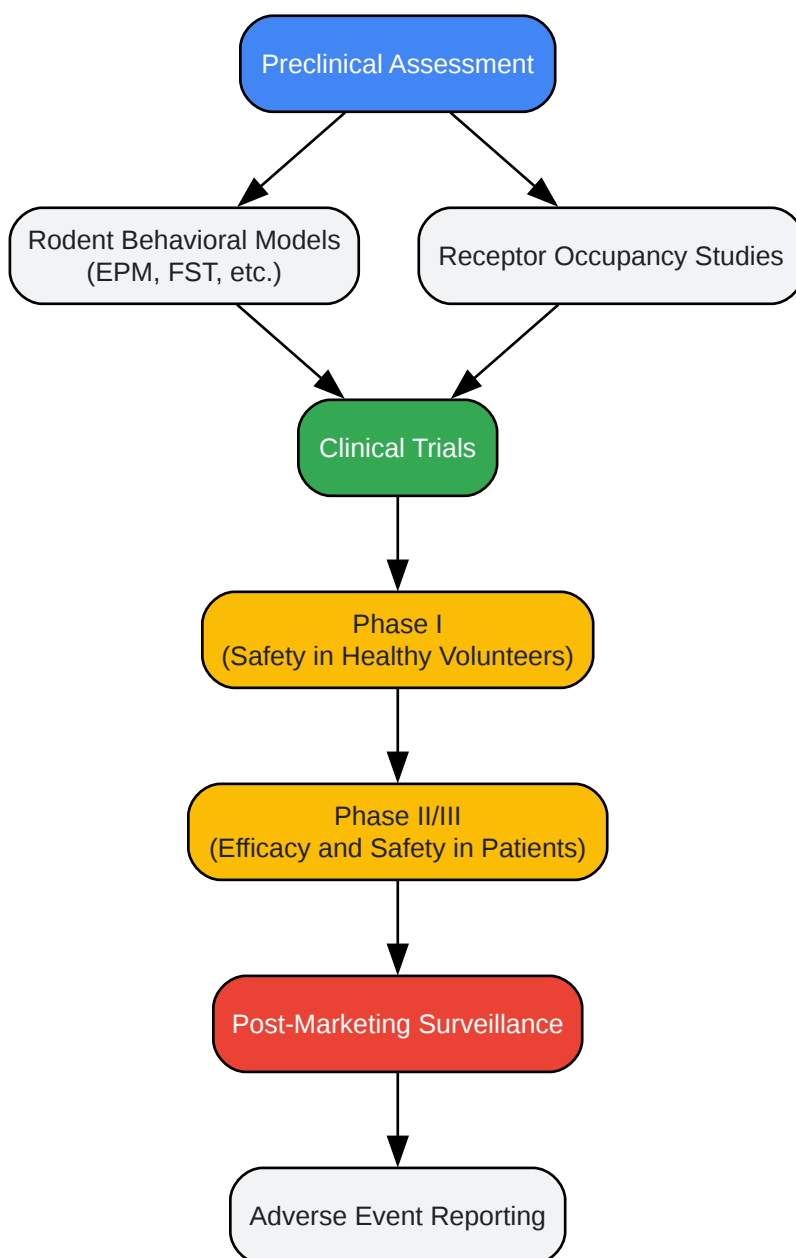 Preclinical Assessment
Rodent Behavioral Models
(EPM, FST, etc.)
Receptor Occupancy Studies
Clinical Trials
Phase I
(Safety in Healthy Volunteers)
Phase II/III
(Efficacy and Safety in Patients)
Post-Marketing Surveillance
Adverse Event Reporting